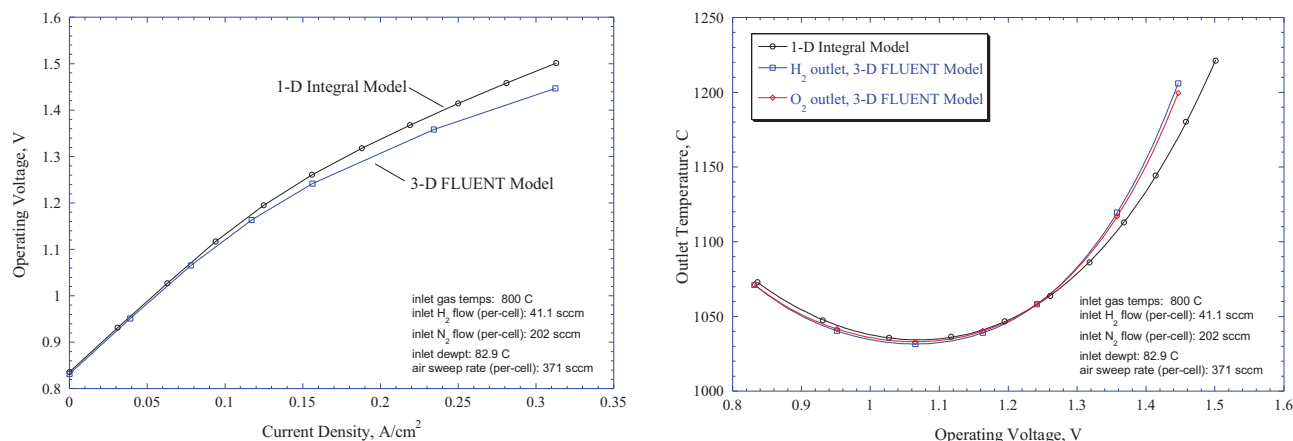 1.6
1.5
1.4
1.3
1.2
1.1
1
0.9
0.8
Operating Voltage, V
1-D Integral Model
3-D FLUENT Model
inlet gas temps:  800 C
inlet H2 flow (per-cell): 41.1 sccm
inlet N2 flow (per-cell): 202 sccm
inlet dewpt: 82.9 C
air sweep rate (per-cell): 371 sccm
0 0.05 0.1 0.15 0.2 0.25 0.3 0.35
Current Density, A/cm2
1250
1200
1150
1100
1050
1000
Outlet Temperature, C
1-D Integral Model
H2 outlet, 3-D FLUENT Model
O2 outlet, 3-D FLUENT Model
inlet gas temps:  800 C
inlet H2 flow (per-cell): 41.1 sccm
inlet N2 flow (per-cell): 202 sccm
inlet dewpt: 82.9 C
air sweep rate (per-cell): 371 sccm
0.8 0.9 1 1.1 1.2 1.3 1.4 1.5 1.6
Operating Voltage, V